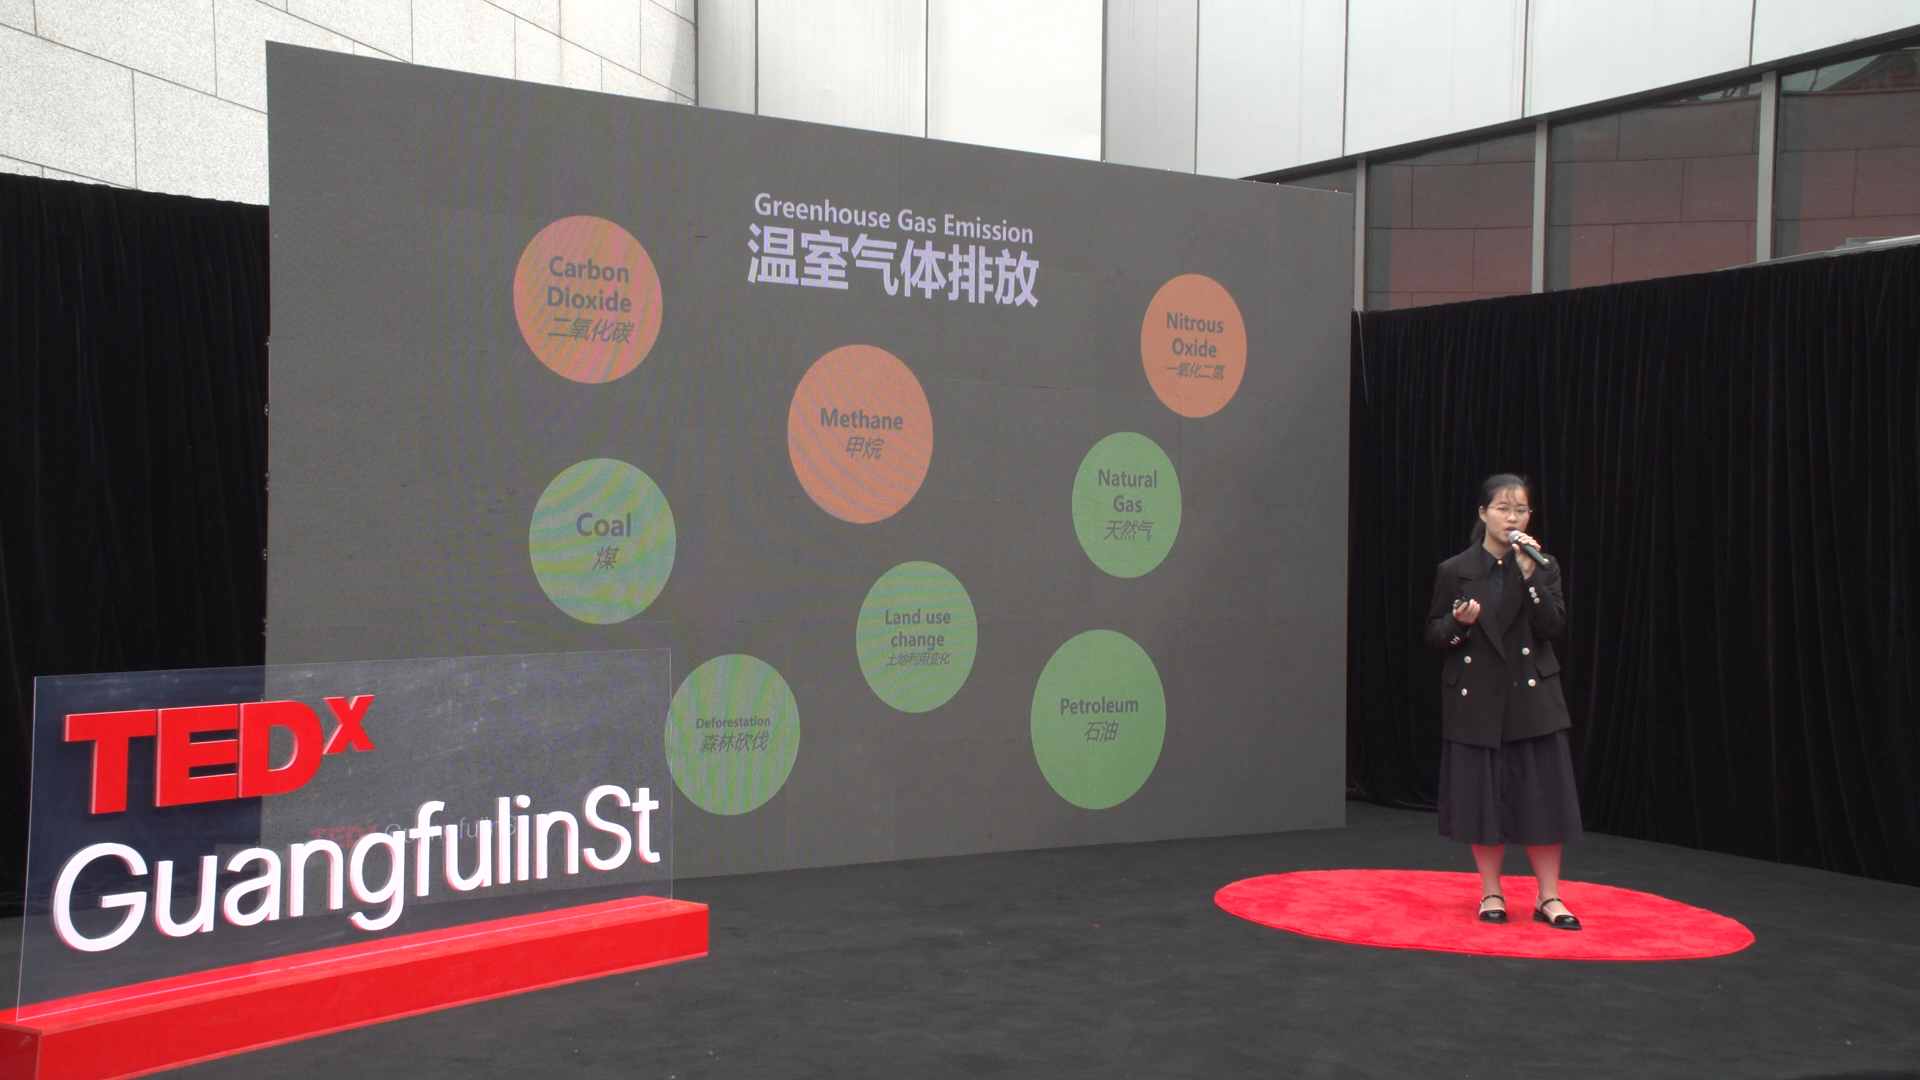 Greenhouse Gas Emission
温室气体排放
Carbon
Dioxide
二氧化碳
Nitrous
Oxide
一氧化二氮
Methane
甲烷
Natural
Gas
天然气
Coal
煤
Land use
change
土地利用变化
Petroleum
石油
Deforestation
森林砍伐
TEDx
GuangfulinSt